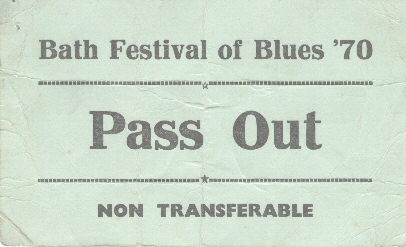 Bath Festival of Blues '70
Pass Out
NON TRANSFERABLE